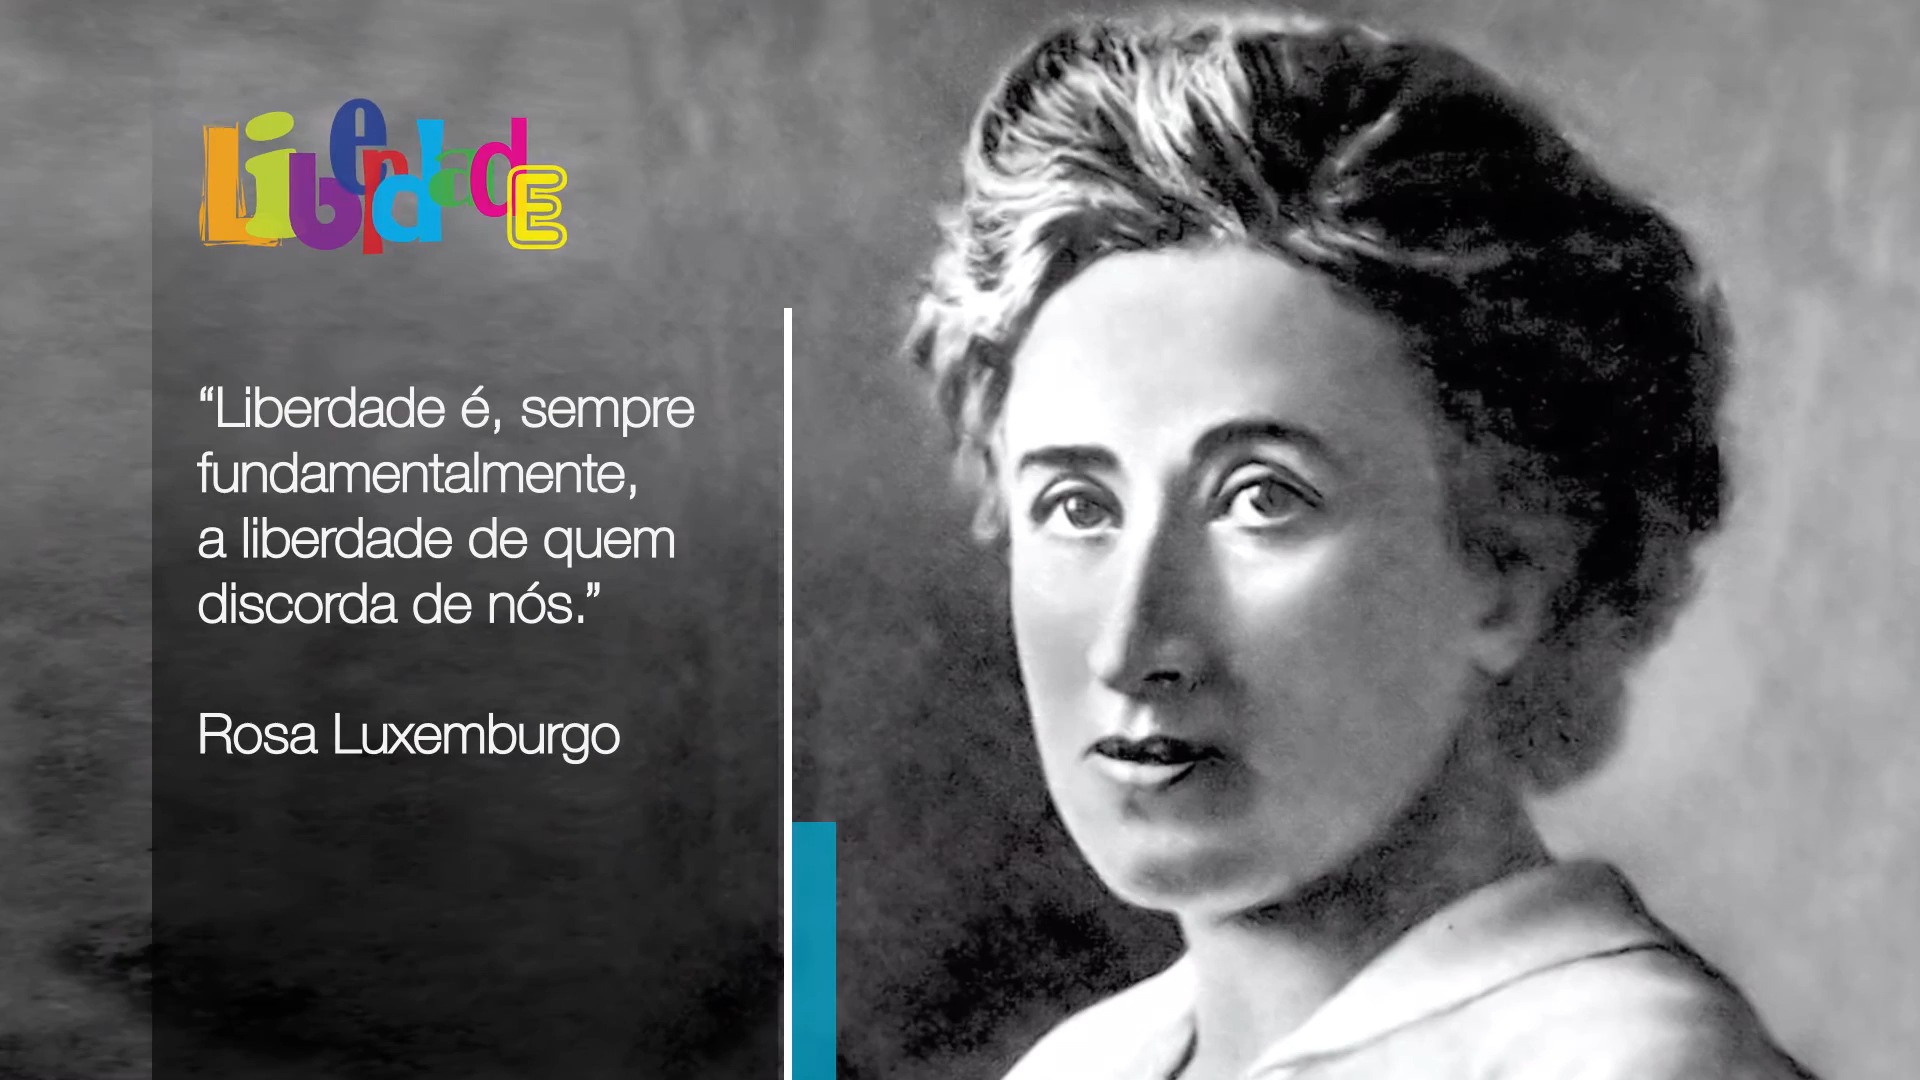 LiberdadE
“Liberdade é, sempre
fundamentalmente,
a liberdade de quem
discorda de nós.”
Rosa Luxemburgo